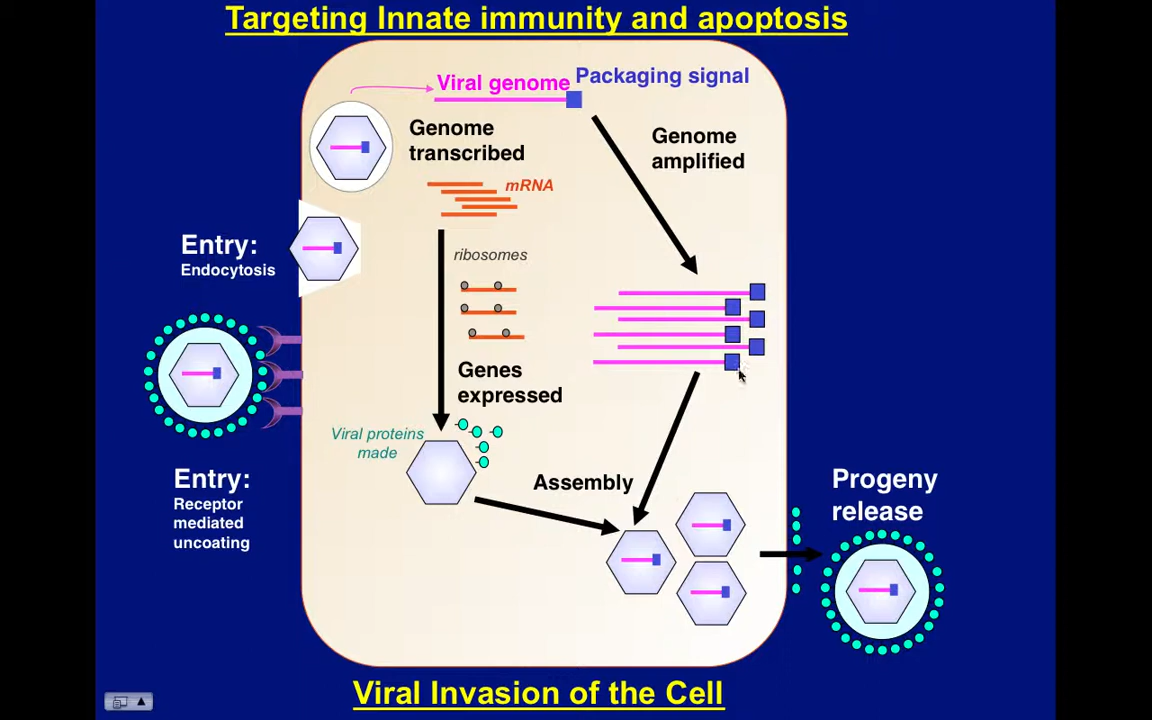 Targeting Innate immunity and apoptosis
Viral genome
Packaging signal
Genome
transcribed
Genome
amplified
mRNA
Entry:
Endocytosis
ribosomes
Genes
expressed
Viral proteins
made
Entry:
Receptor
mediated
uncoating
Assembly
Progeny
release
Viral Invasion of the Cell